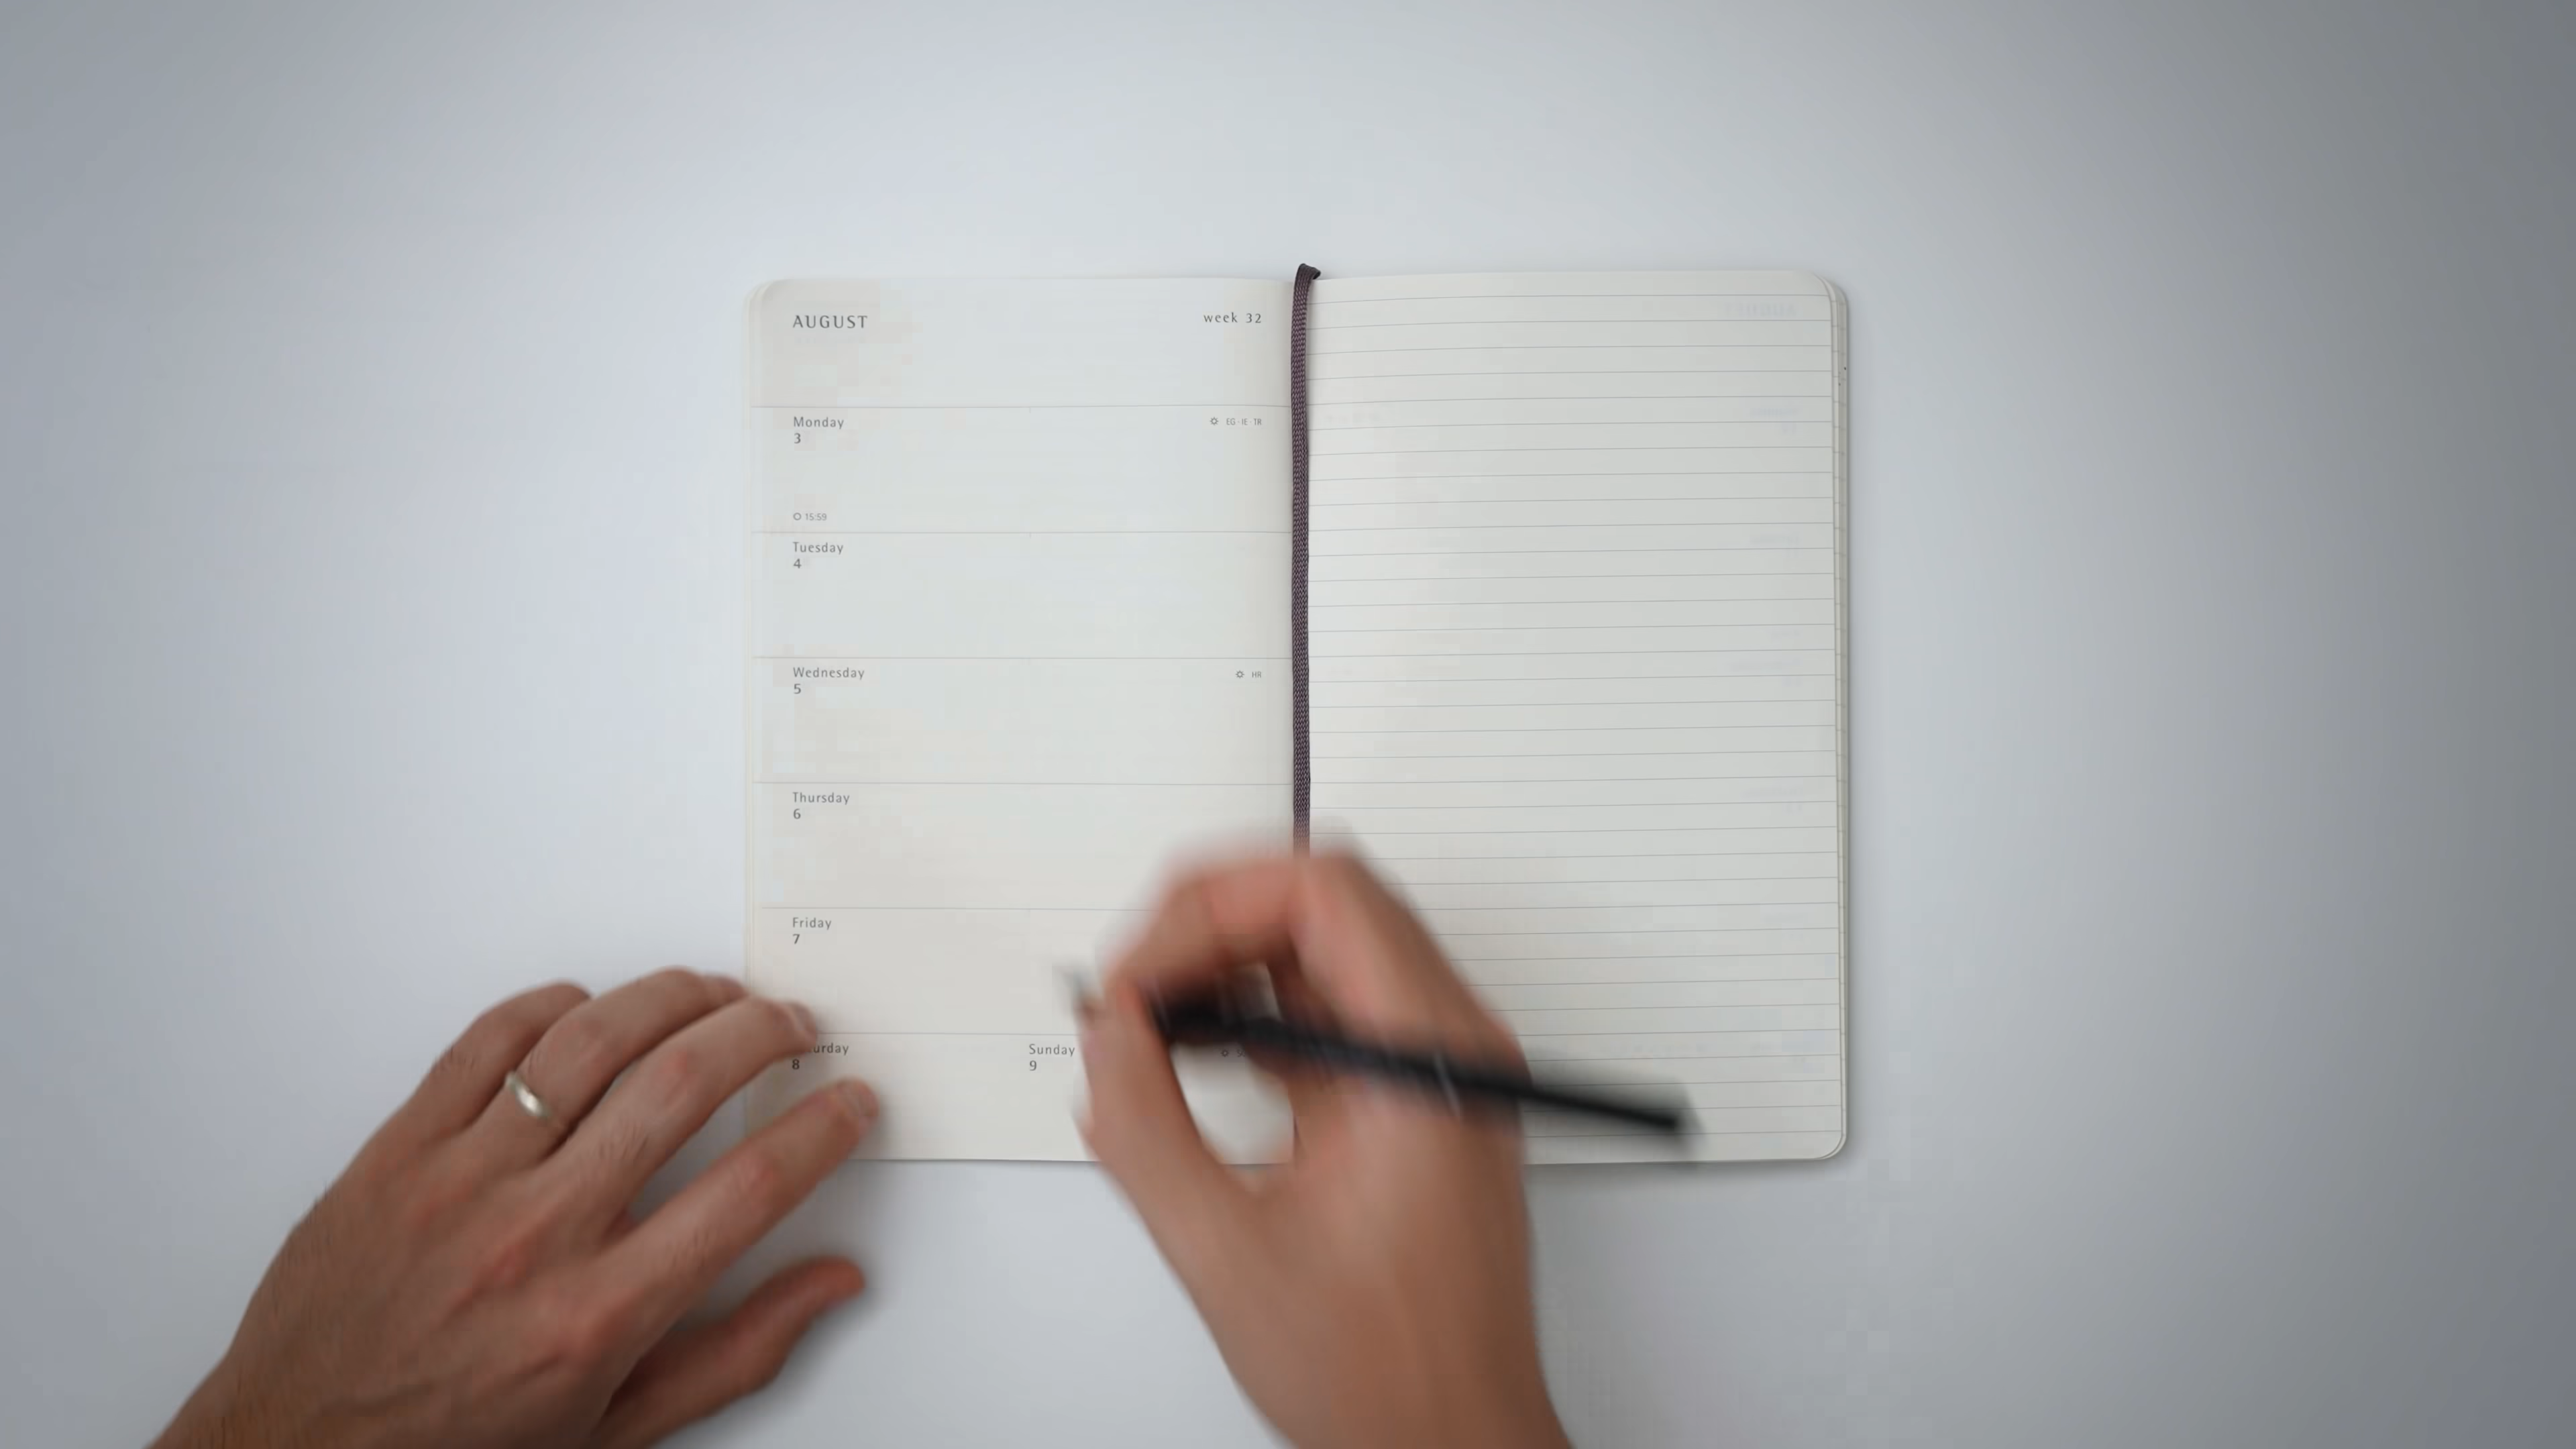 AUGUST week 32
Monday
3 EG · IE · TR
15:59
Tuesday
4
Wednesday
5 HR
Thursday
6
Friday
7
Sunday
8 9